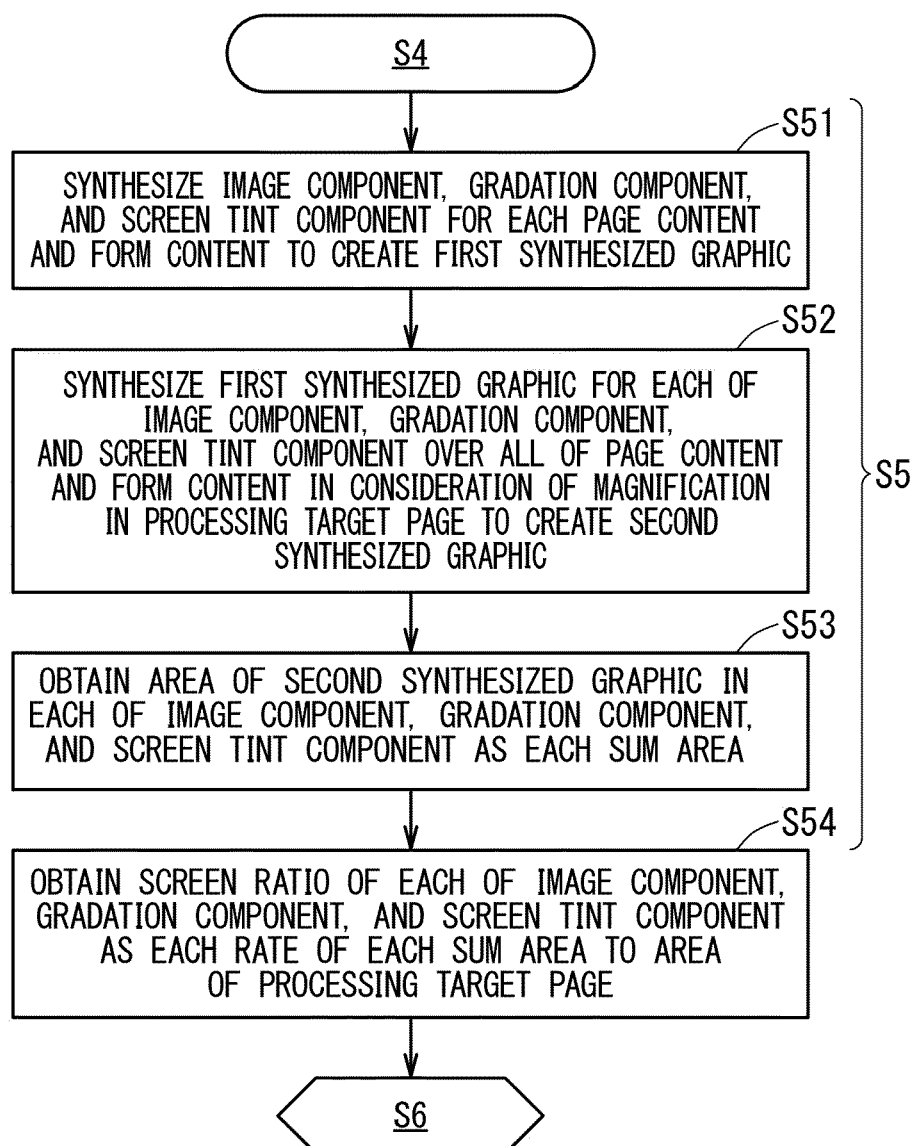 S4
S51
SYNTHESIZE IMAGE COMPONENT, GRADATION COMPONENT,
AND SCREEN TINT COMPONENT FOR EACH PAGE CONTENT
AND FORM CONTENT TO CREATE FIRST SYNTHESIZED GRAPHIC
S52
SYNTHESIZE FIRST SYNTHESIZED GRAPHIC FOR EACH OF
IMAGE COMPONENT, GRADATION COMPONENT,
AND SCREEN TINT COMPONENT OVER ALL OF PAGE CONTENT
AND FORM CONTENT IN CONSIDERATION OF MAGNIFICATION
IN PROCESSING TARGET PAGE TO CREATE SECOND
SYNTHESIZED GRAPHIC
S5
S53
OBTAIN AREA OF SECOND SYNTHESIZED GRAPHIC IN
EACH OF IMAGE COMPONENT, GRADATION COMPONENT,
AND SCREEN TINT COMPONENT AS EACH SUM AREA
S54
OBTAIN SCREEN RATIO OF EACH OF IMAGE COMPONENT,
GRADATION COMPONENT, AND SCREEN TINT COMPONENT
AS EACH RATE OF EACH SUM AREA TO AREA
OF PROCESSING TARGET PAGE
S6